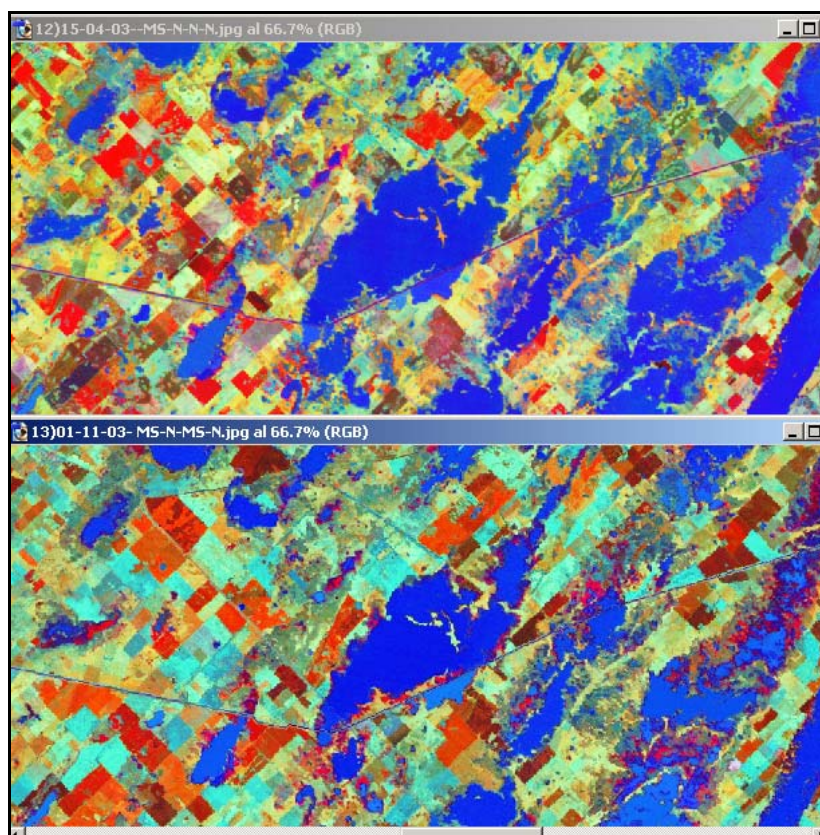 12)15-04-03--MS-N-N-N.jpg al 66.7% (RGB)
13)01-11-03- MS-N-MS-N.jpg al 66.7% (RGB)